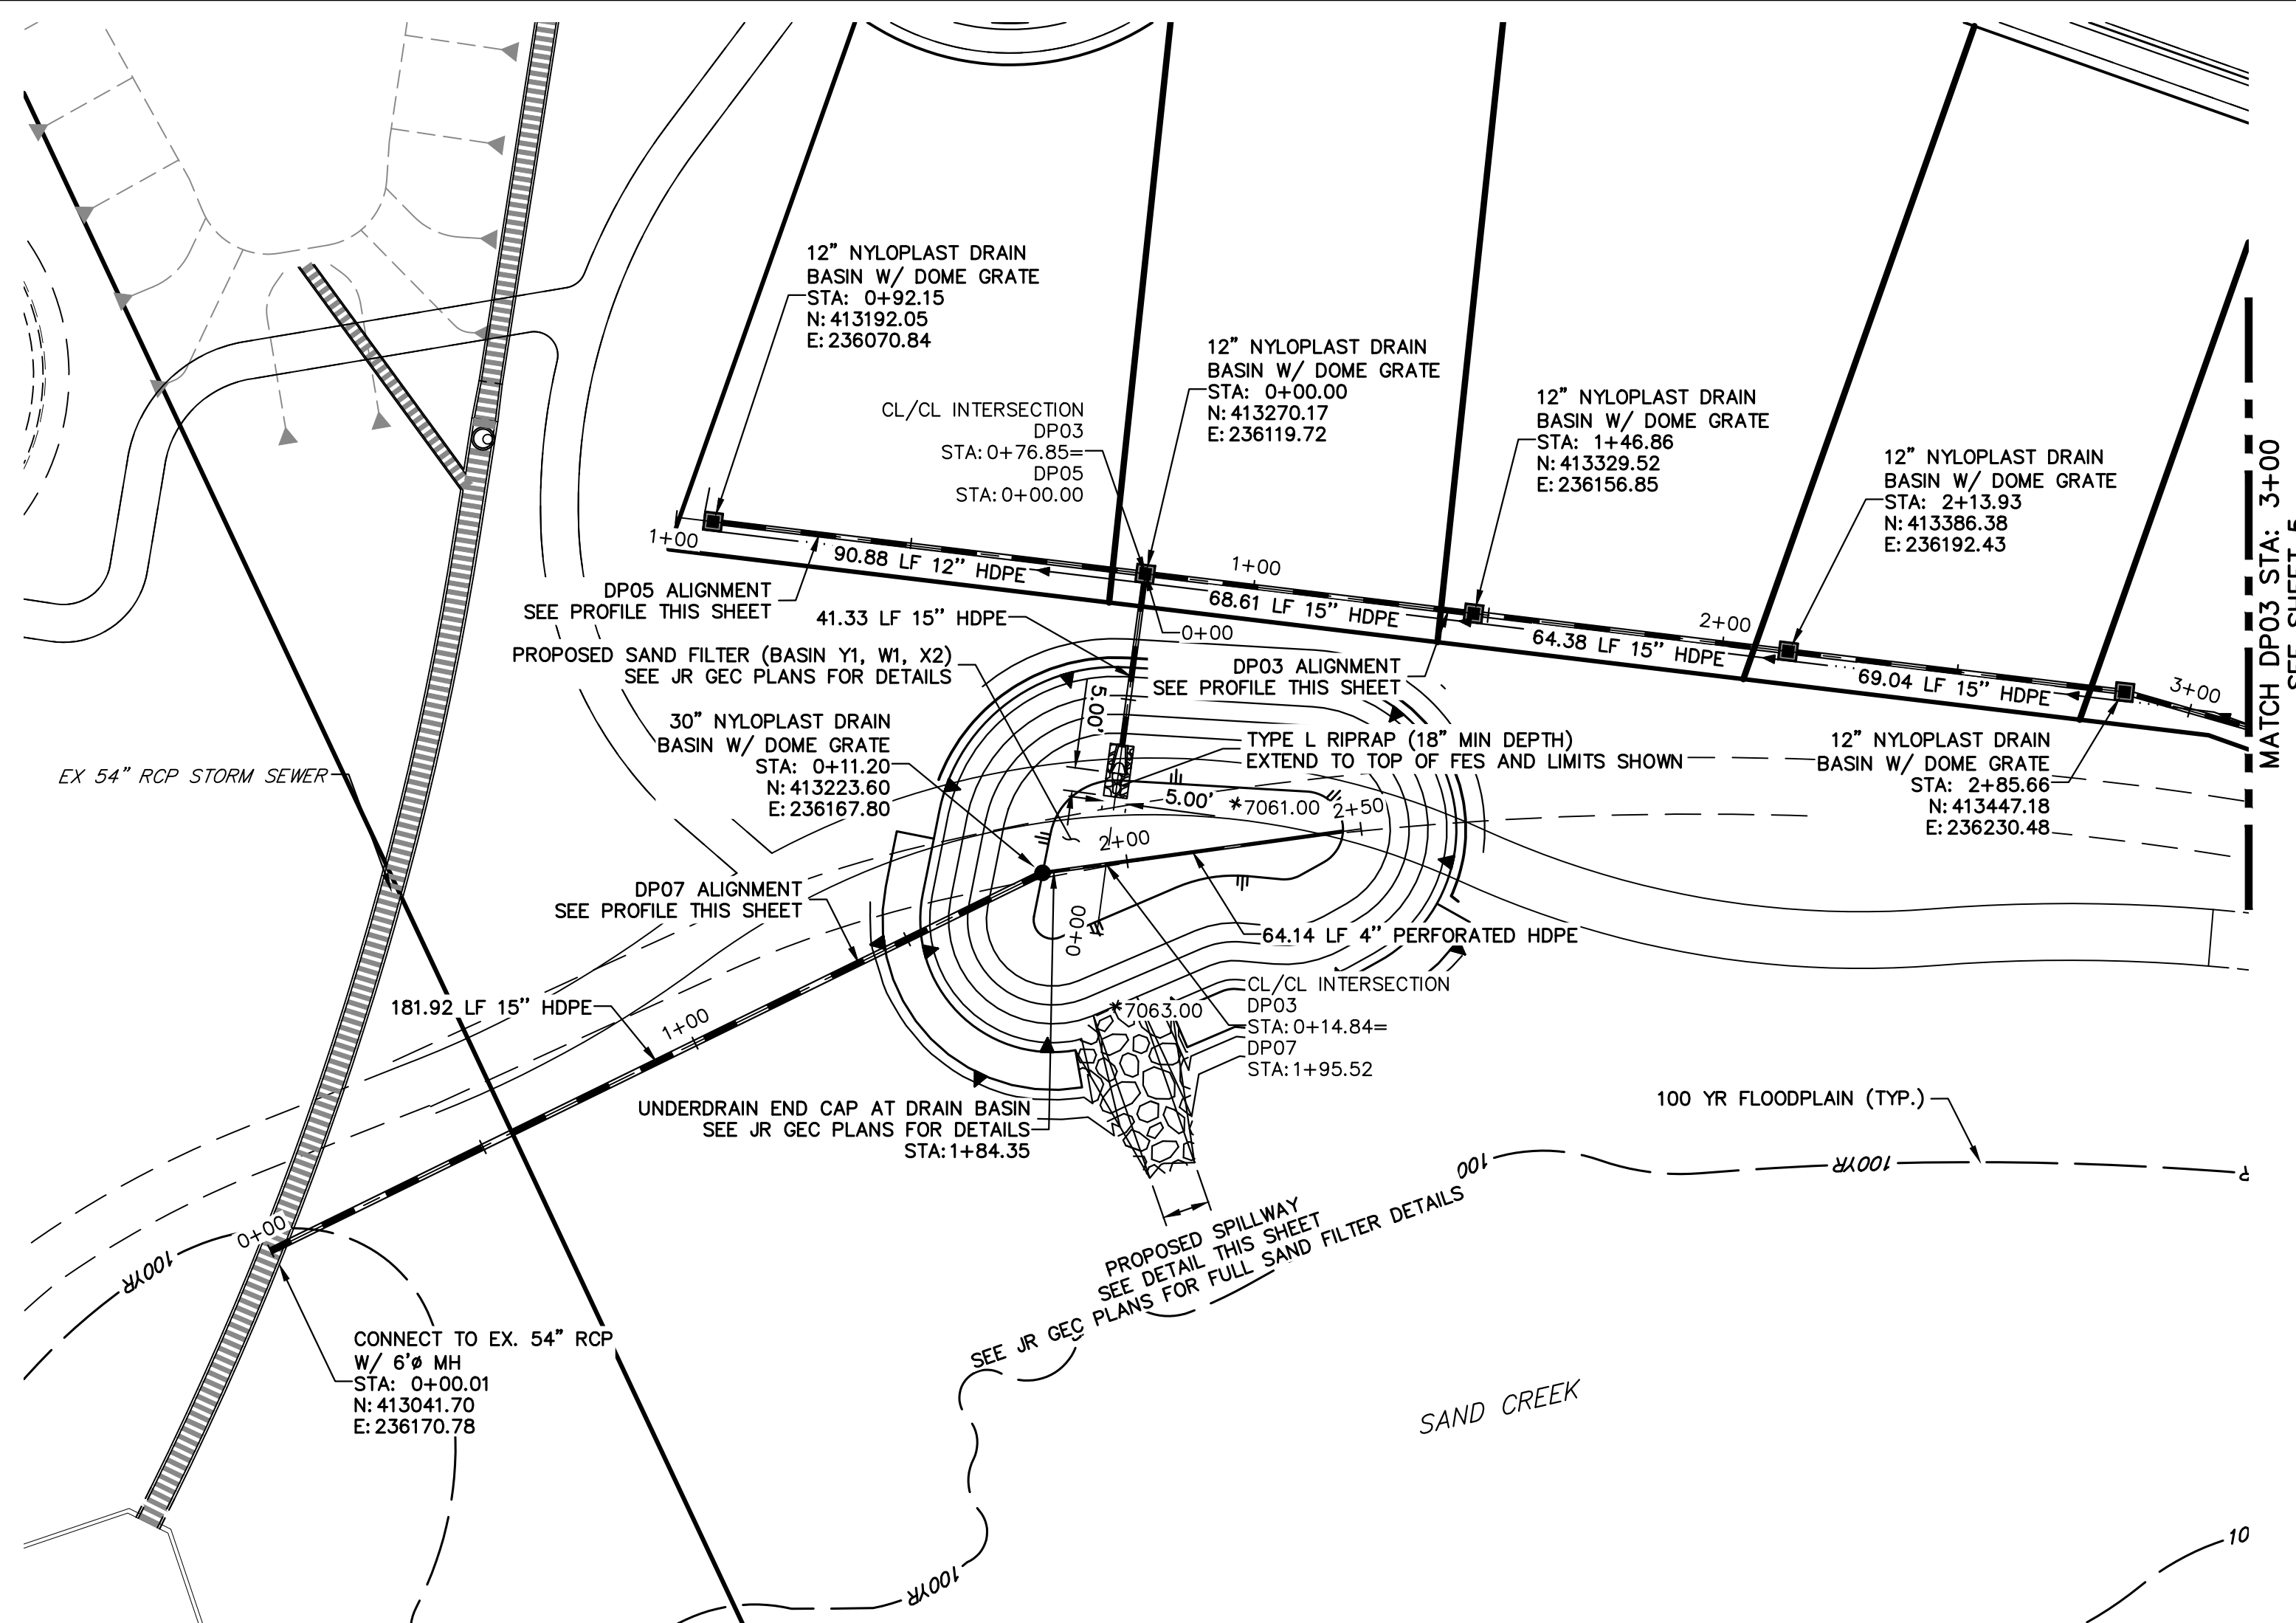 12” NYLOPLAST DRAIN
BASIN W/ DOME GRATE
STA: 0+92.15
N: 413192.05
E: 236070.84
12” NYLOPLAST DRAIN
BASIN W/ DOME GRATE
STA: 0+00.00
N: 413270.17
E: 236119.72
CL/CL INTERSECTION
DP03
STA: 0+76.85=
DP05
STA: 0+00.00
12” NYLOPLAST DRAIN
BASIN W/ DOME GRATE
STA: 1+46.86
N: 413329.52
E: 236156.85
12” NYLOPLAST DRAIN
BASIN W/ DOME GRATE
STA: 2+13.93
N: 413386.38
E: 236192.43
MATCH DP03 STA: 3+00
SEE SHEET 5
1+00
90.88 LF 12” HDPE
1+00
68.61 LF 15” HDPE
2+00
64.38 LF 15” HDPE
69.04 LF 15” HDPE
3+00
DP05 ALIGNMENT
SEE PROFILE THIS SHEET
41.33 LF 15” HDPE
0+00
PROPOSED SAND FILTER (BASIN Y1, W1, X2)
SEE JR GEC PLANS FOR DETAILS
DP03 ALIGNMENT
SEE PROFILE THIS SHEET
5.00'
30” NYLOPLAST DRAIN
BASIN W/ DOME GRATE
STA: 0+11.20
N: 413223.60
E: 236167.80
TYPE L RIPRAP (18” MIN DEPTH)
EXTEND TO TOP OF FES AND LIMITS SHOWN
12” NYLOPLAST DRAIN
BASIN W/ DOME GRATE
STA: 2+85.66
N: 413447.18
E: 236230.48
EX 54” RCP STORM SEWER
5.00'
*7061.00
2+50
2+00
DP07 ALIGNMENT
SEE PROFILE THIS SHEET
0+00
64.14 LF 4” PERFORATED HDPE
181.92 LF 15” HDPE
1+00
*7063.00
CL/CL INTERSECTION
DP03
STA: 0+14.84=
DP07
STA: 1+95.52
UNDERDRAIN END CAP AT DRAIN BASIN
SEE JR GEC PLANS FOR DETAILS
STA: 1+84.35
100 YR FLOODPLAIN (TYP.)
100
100YR
R
0+00
100YR
PROPOSED SPILLWAY
SEE DETAIL THIS SHEET
SEE JR GEC PLANS FOR FULL SAND FILTER DETAILS
CONNECT TO EX. 54” RCP
W/ 6'ø MH
STA: 0+00.01
N: 413041.70
E: 236170.78
SAND CREEK
100YR
10